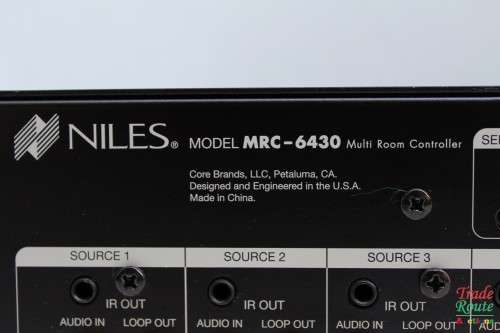 NILES® MODEL MRC-6430 Multi Room Controller
Core Brands, LLC, Petaluma, CA.
Designed and Engineered in the U.S.A.
Made in China.
SOURCE 1 SOURCE 2 SOURCE 3
IR OUT IR OUT IR OUT
AUDIO IN LOOP OUT AUDIO IN LOOP OUT AUDIO IN LOOP OUT
Trade
Route